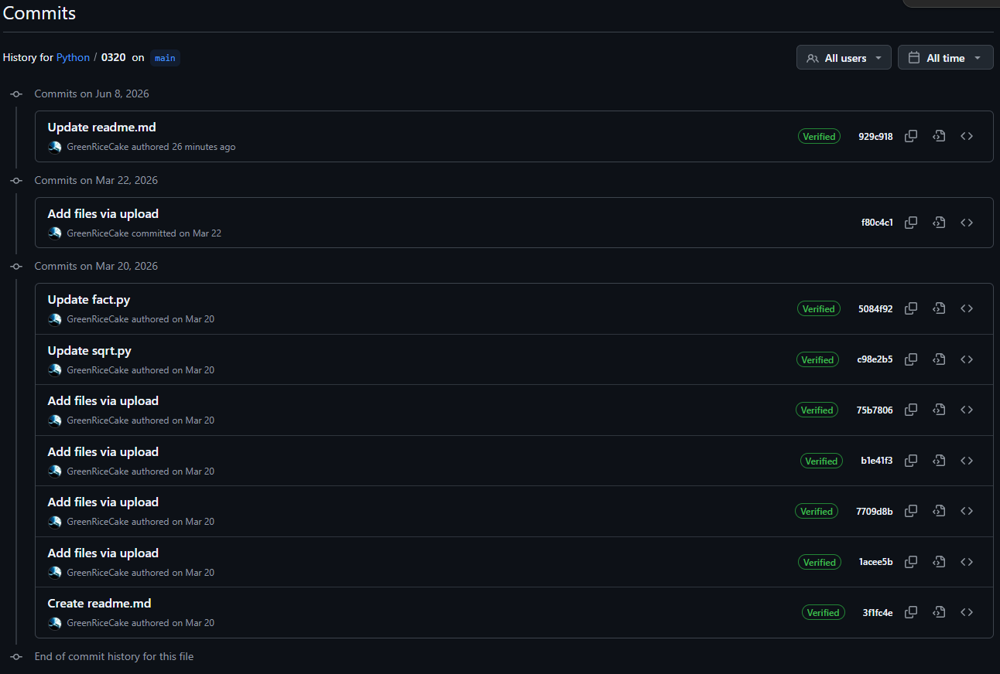 Commits
History for Python / 0320 on main
All users
All time
Commits on Jun 8, 2026
Update readme.md
GreenRiceCake authored 26 minutes ago
Verified
929c918
Commits on Mar 22, 2026
Add files via upload
GreenRiceCake committed on Mar 22
f80c4c1
Commits on Mar 20, 2026
Update fact.py
GreenRiceCake authored on Mar 20
Verified
5084f92
Update sqrt.py
GreenRiceCake authored on Mar 20
Verified
c98e2b5
Add files via upload
GreenRiceCake authored on Mar 20
Verified
75b7806
Add files via upload
GreenRiceCake authored on Mar 20
Verified
b1e41f3
Add files via upload
GreenRiceCake authored on Mar 20
Verified
7709d8b
Add files via upload
GreenRiceCake authored on Mar 20
Verified
1acee5b
Create readme.md
GreenRiceCake authored on Mar 20
Verified
3f1fc4e
End of commit history for this file